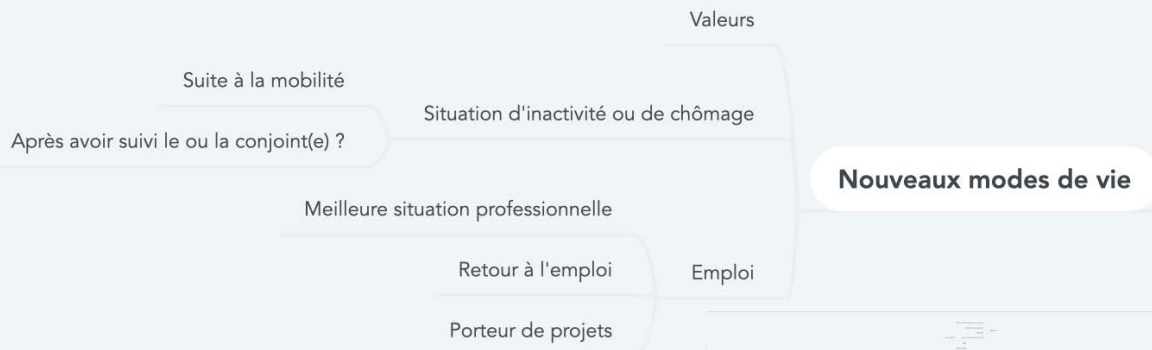 Valeurs
Suite à la mobilité
Situation d'inactivité ou de chômage
Après avoir suivi le ou la conjoint(e) ?
Nouveaux modes de vie
Meilleure situation professionnelle
Retour à l'emploi
Emploi
Porteur de projets